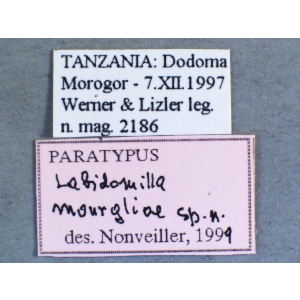 TANZANIA: Dodoma
Morogor - 7.XII.1997
Werner & Lizler leg.
n. mag. 2186
PARATYPUS
Labidomilla
mourgliae sp. n.
des. Nonveiller, 1999